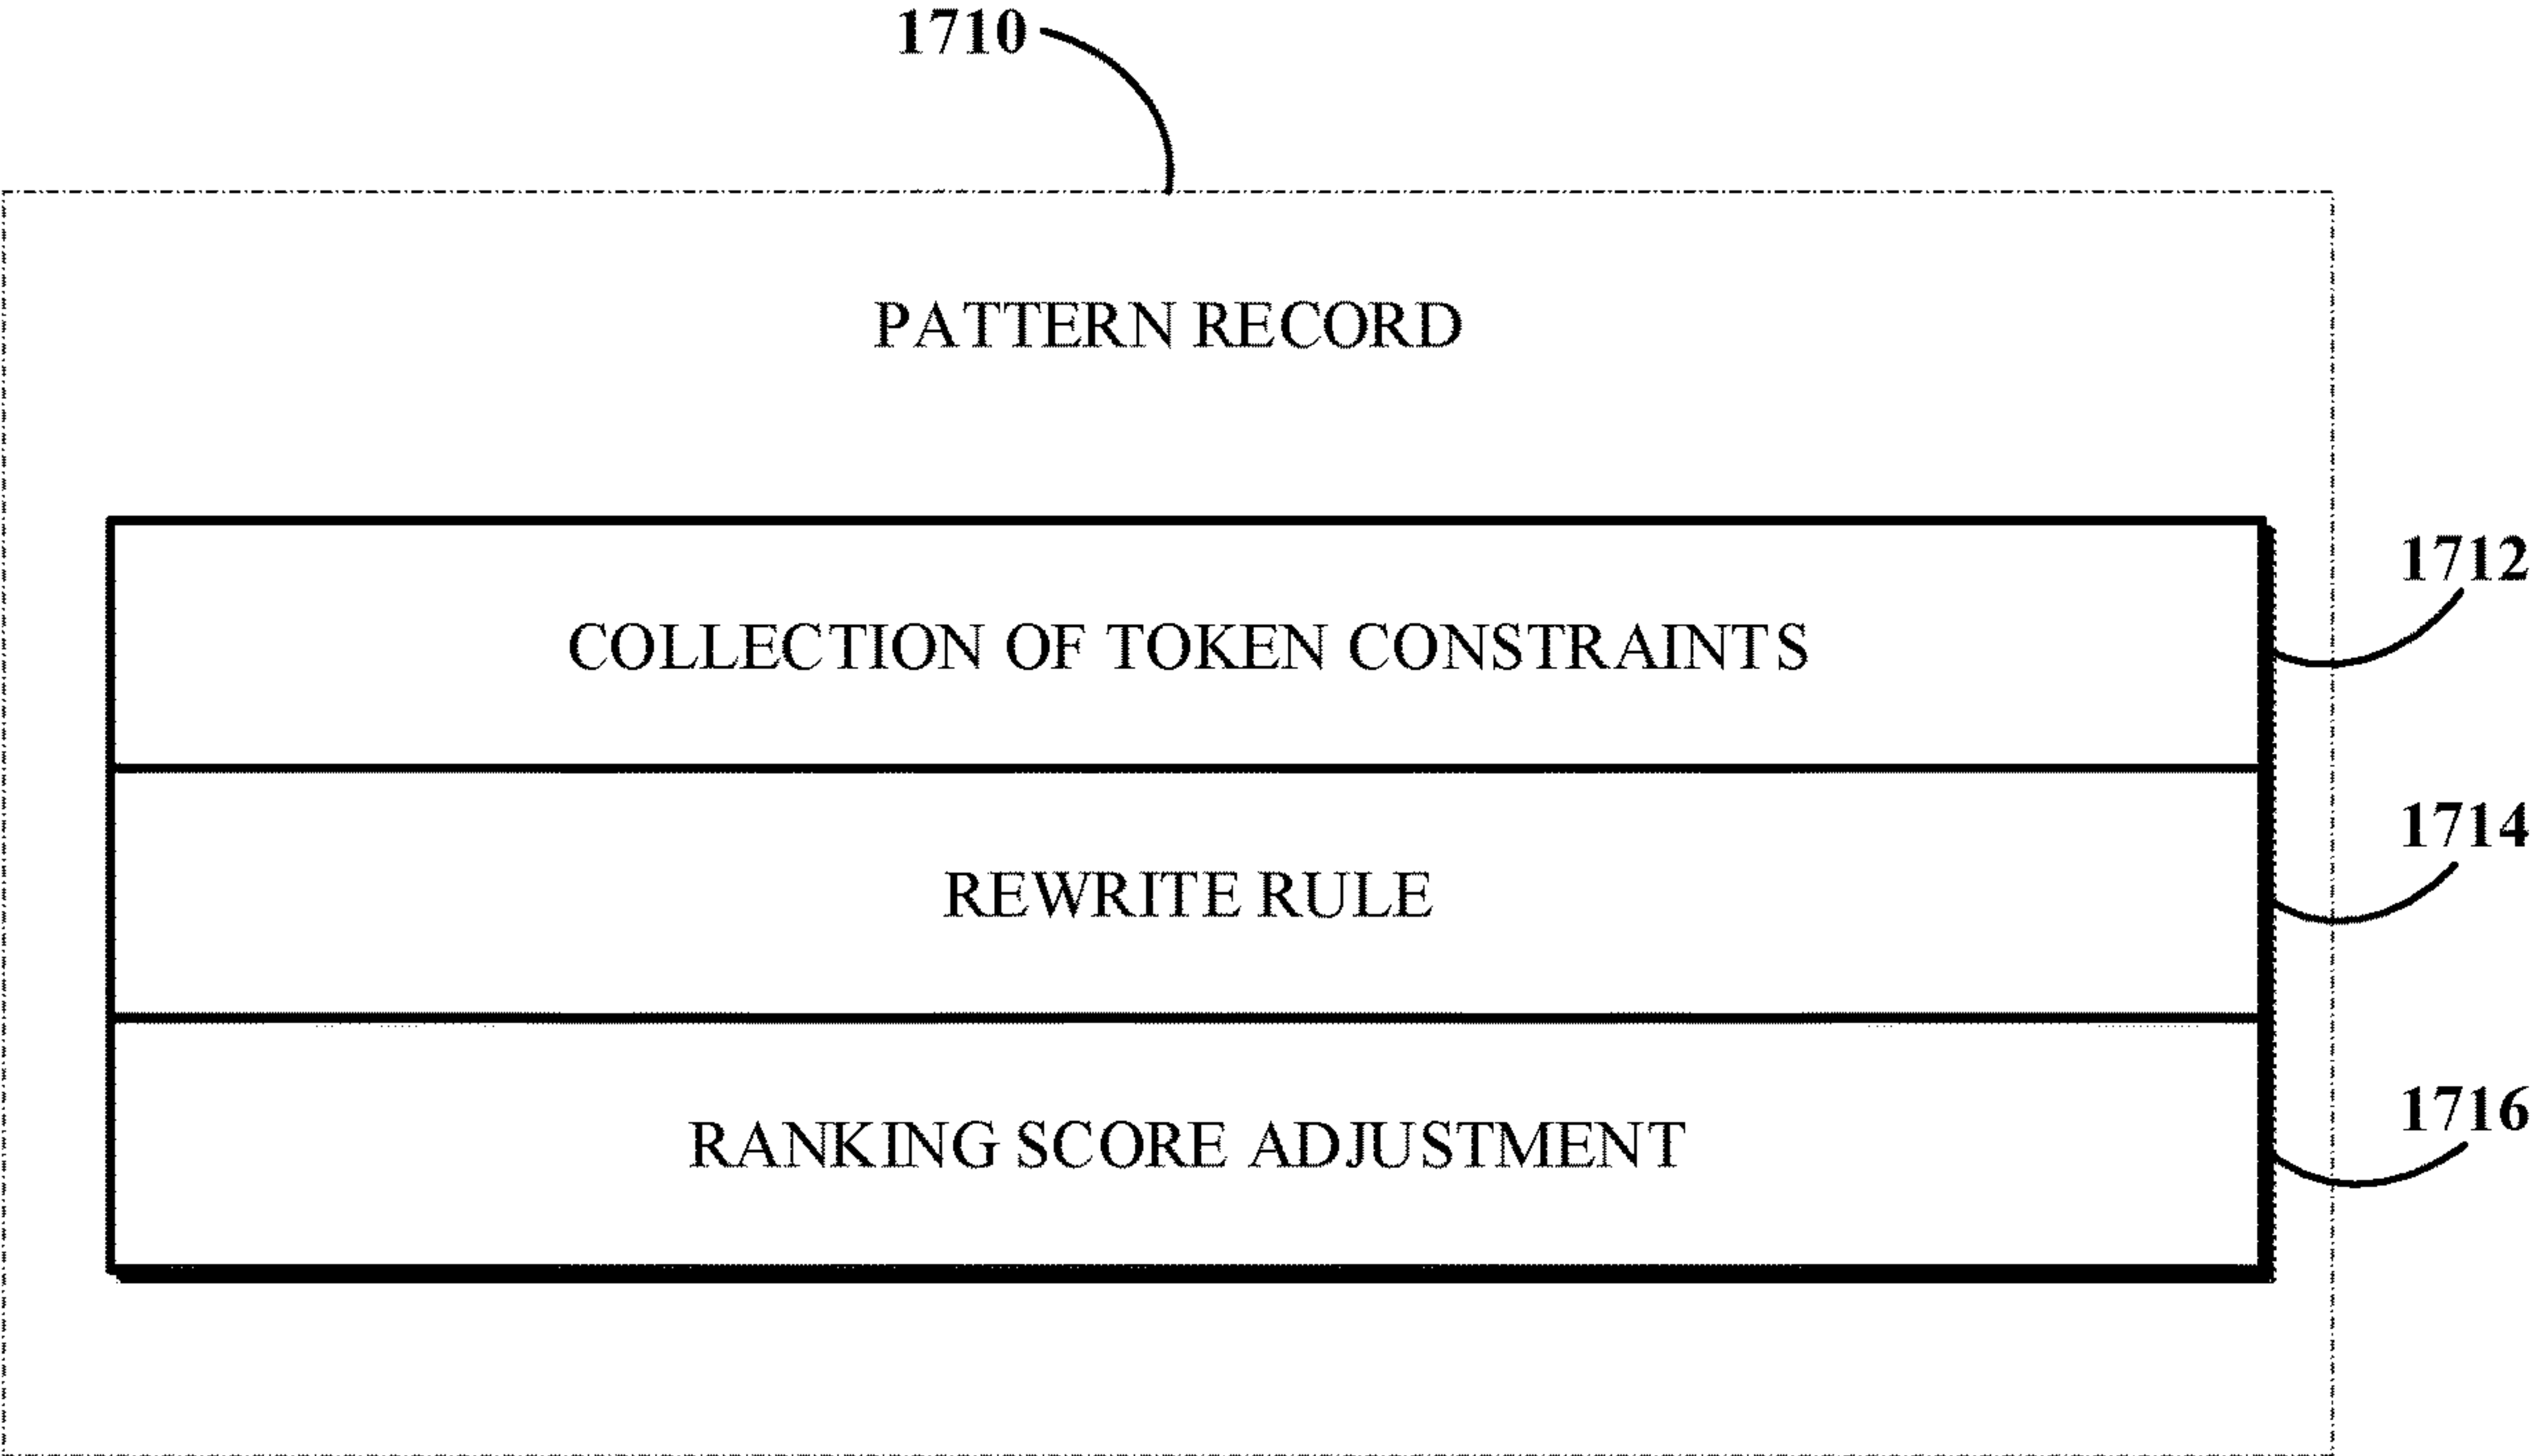 1710
PATTERN RECORD
1712
COLLECTION OF TOKEN CONSTRAINTS
1714
REWRITE RULE
1716
RANKING SCORE ADJUSTMENT